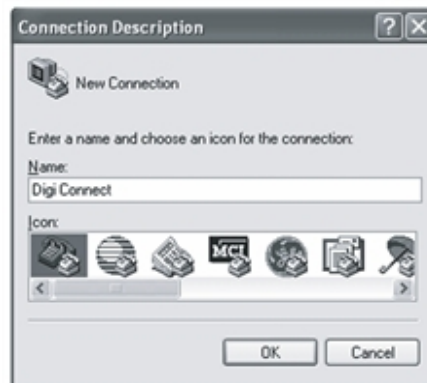 Connection Description
New Connection
Enter a name and choose an icon for the connection:
Name:
Digi Connect
Icon:
MCI
OK Cancel